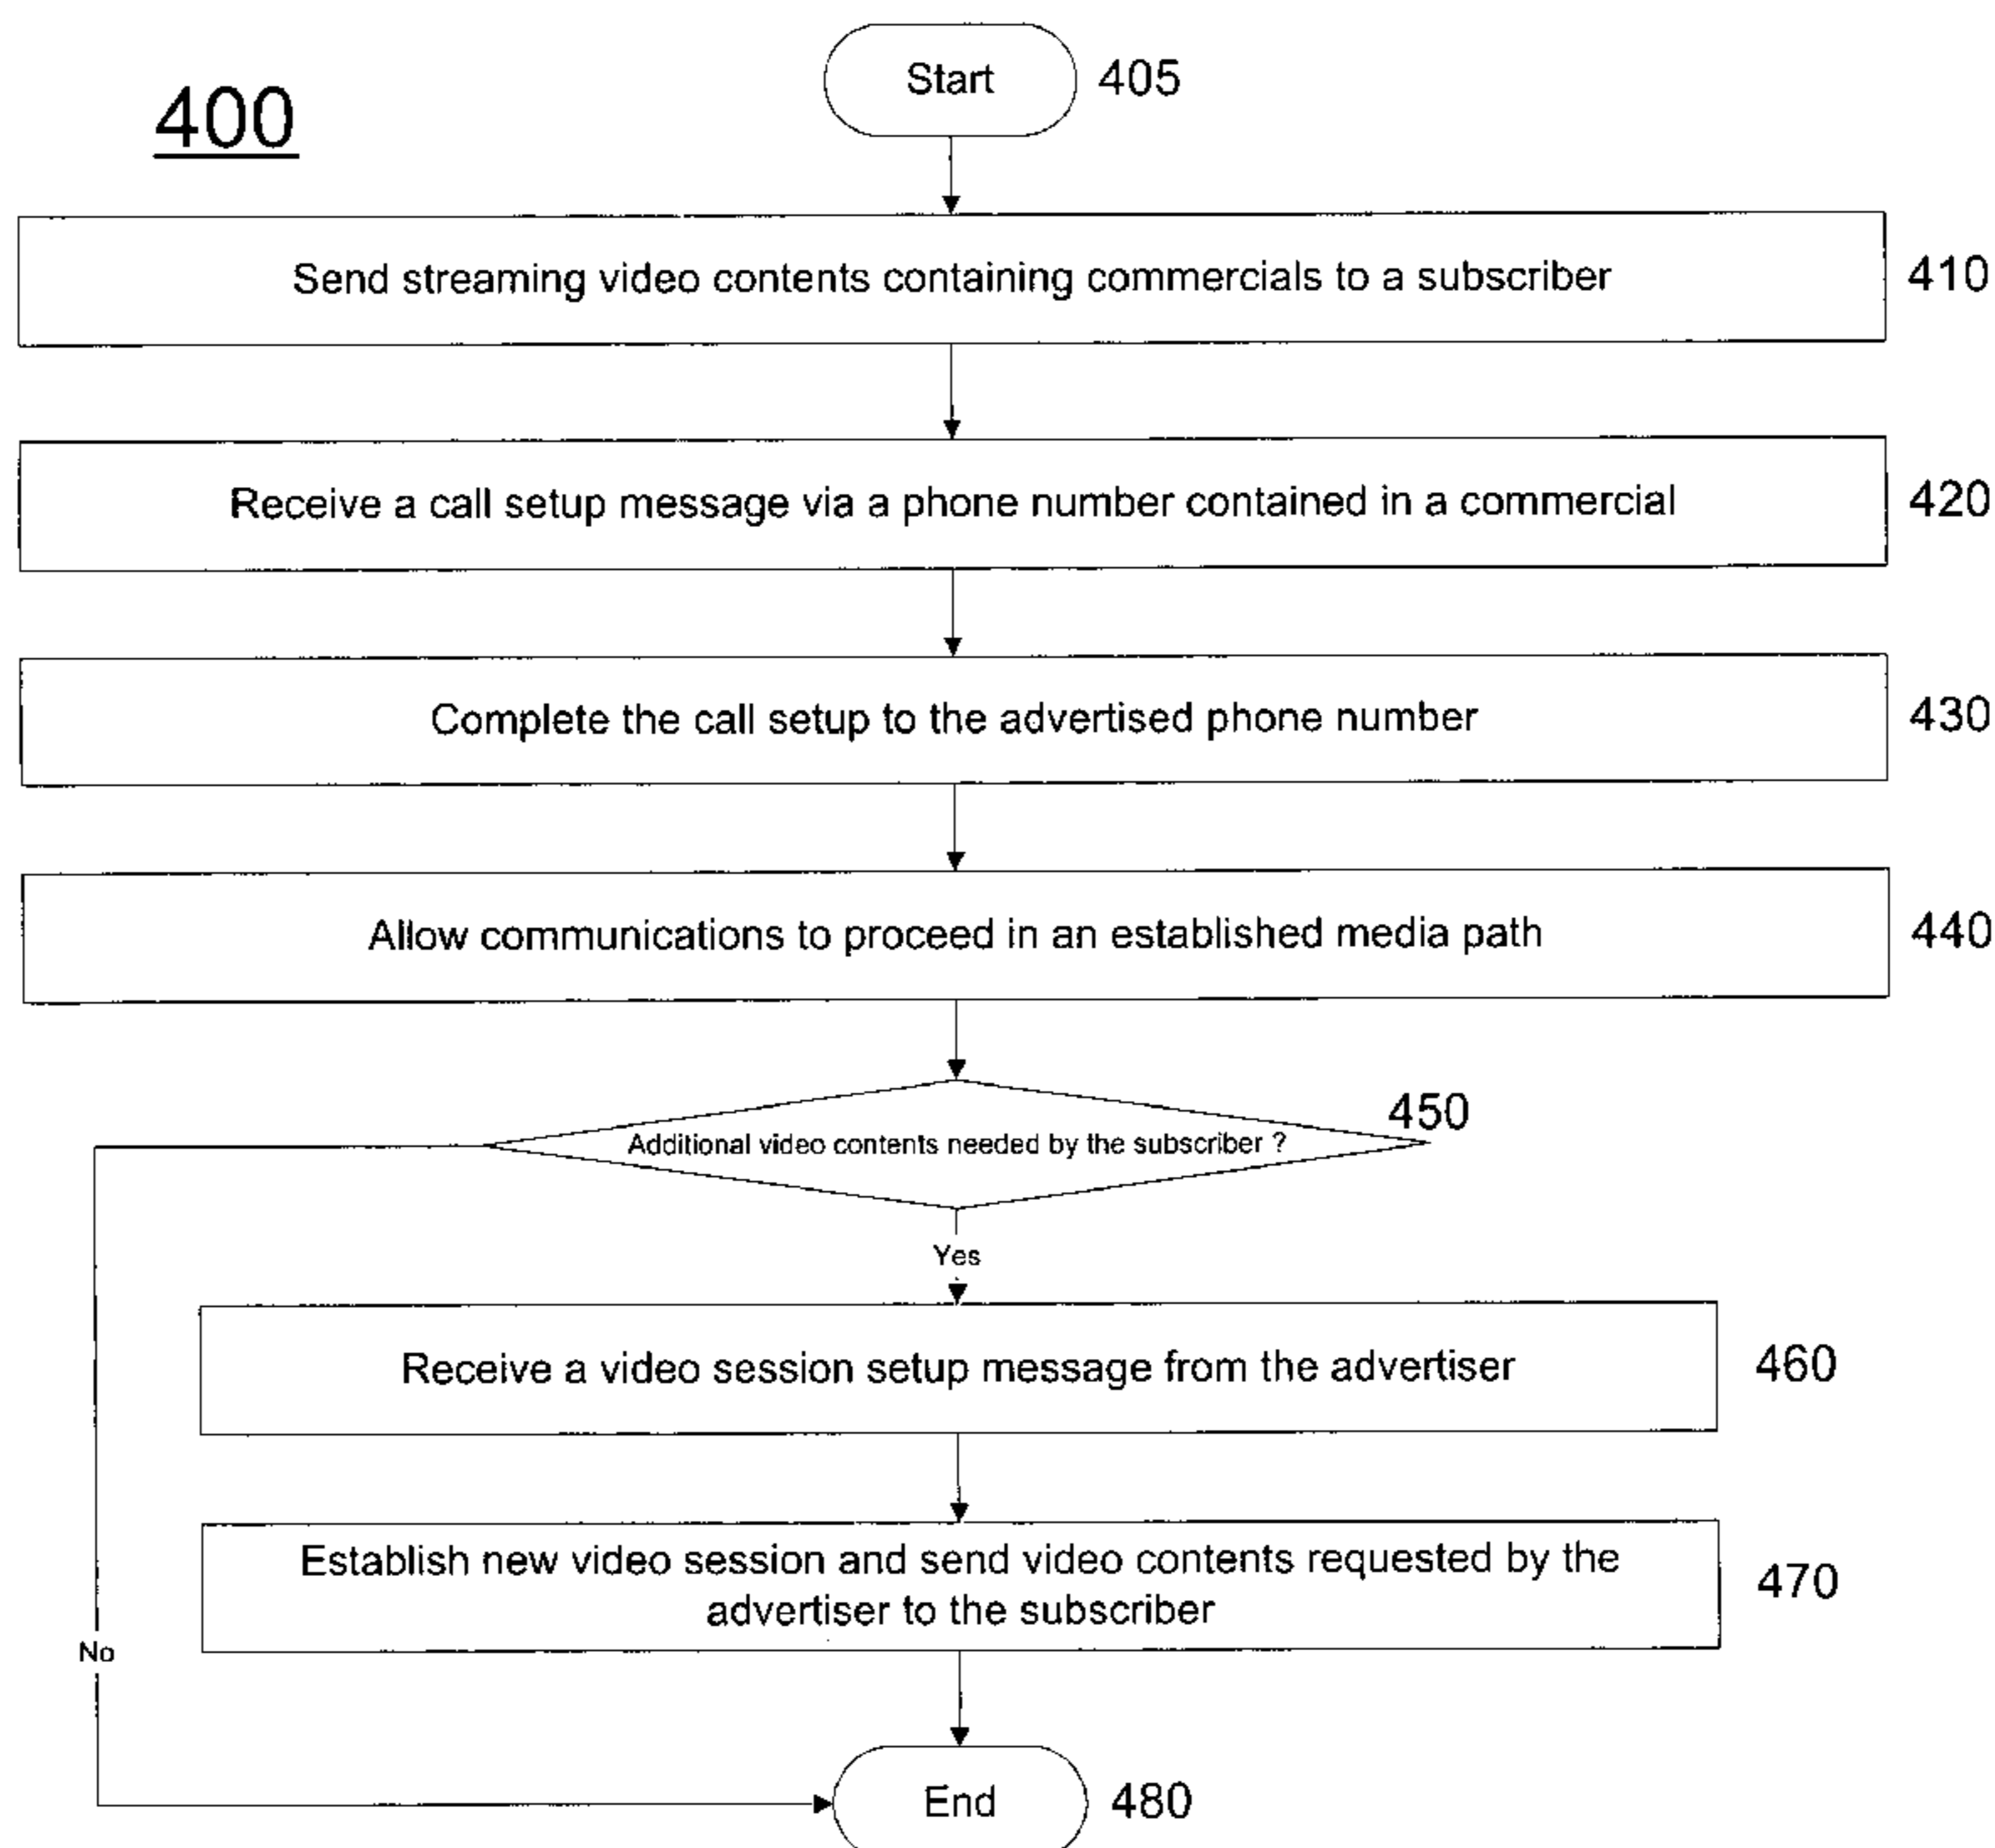 400
Start
405
Send streaming video contents containing commercials to a subscriber
410
Receive a call setup message via a phone number contained in a commercial
420
Complete the call setup to the advertised phone number
430
Allow communications to proceed in an established media path
440
450
Additional video contents needed by the subscriber ?
Yes
Receive a video session setup message from the advertiser
460
Establish new video session and send video contents requested by the
advertiser to the subscriber
470
No
End
480